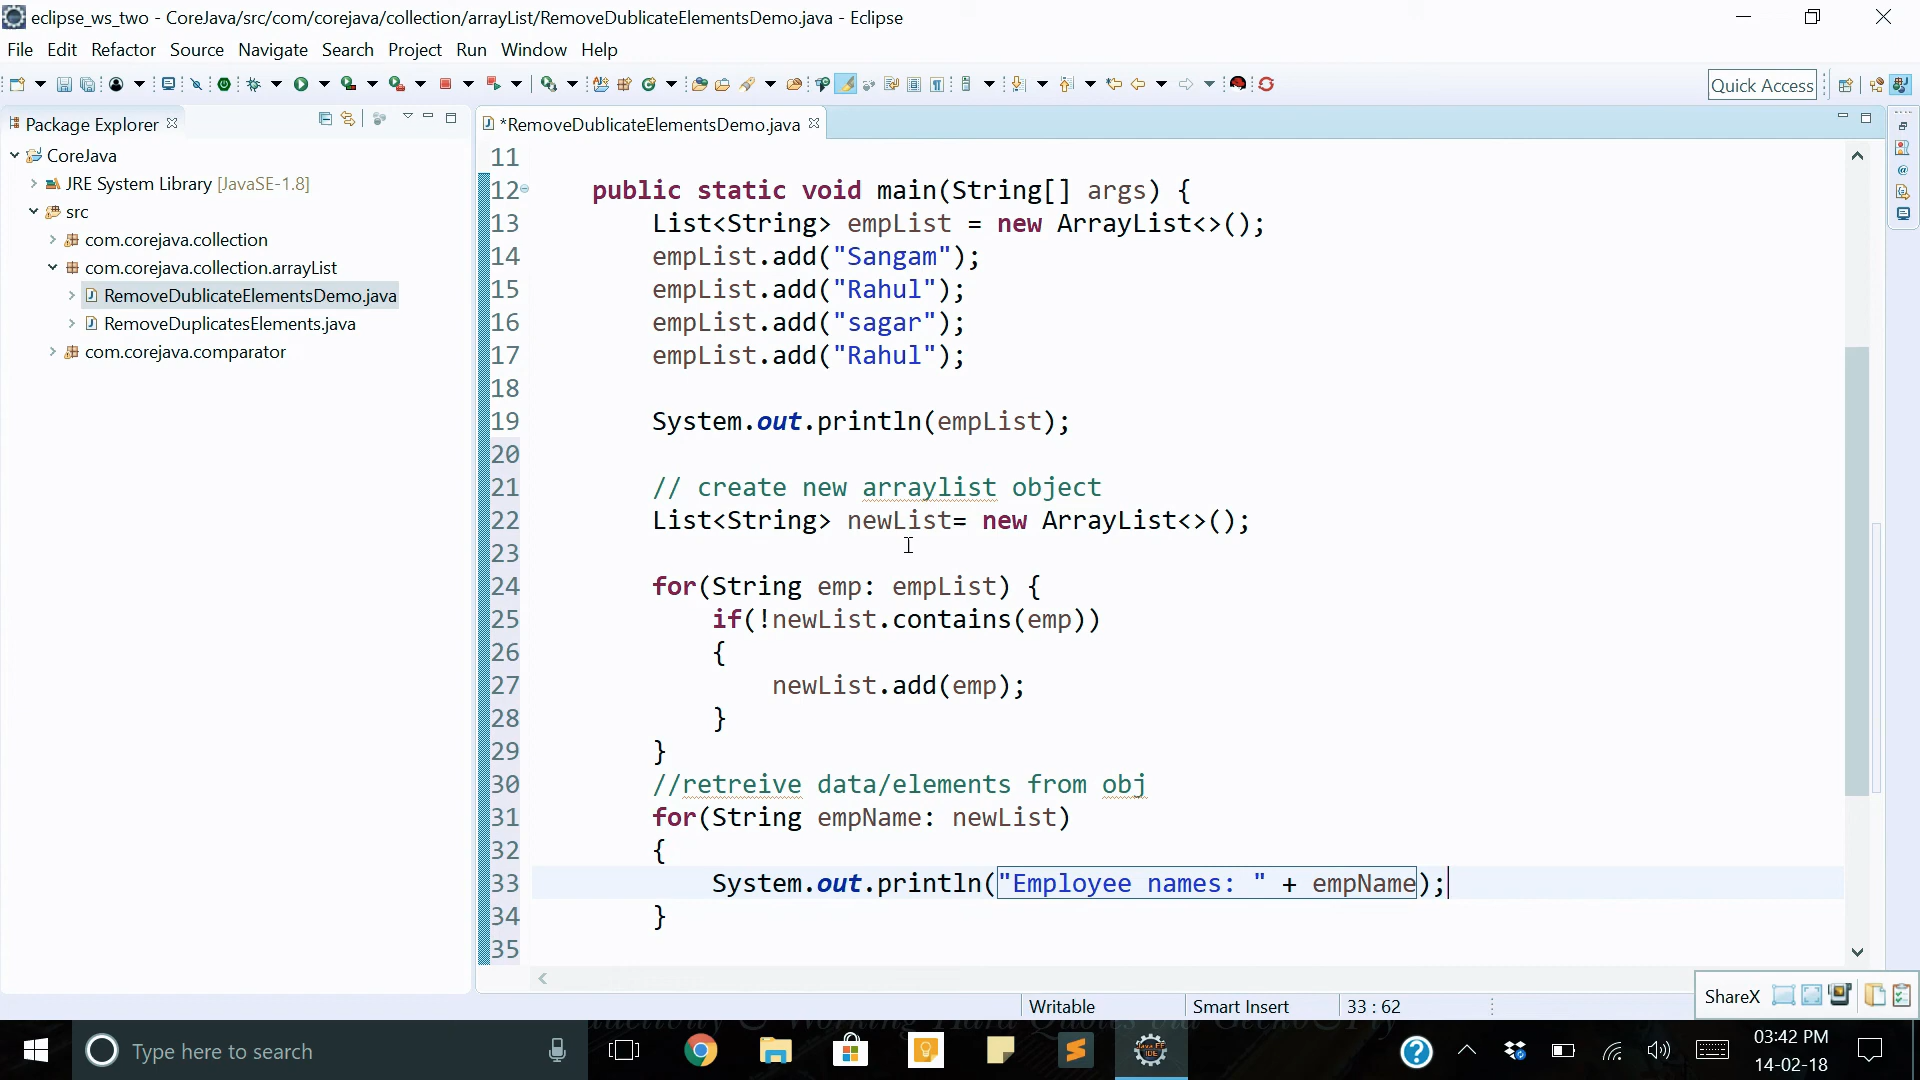 eclipse_ws_two - CoreJava/src/com/corejava/collection/arrayList/RemoveDublicateElementsDemo.java - Eclipse
File Edit Refactor Source Navigate Search Project Run Window Help
Quick Access
Package Explorer
*RemoveDublicateElementsDemo.java
CoreJava
JRE System Library [JavaSE-1.8]
src
com.corejava.collection
com.corejava.collection.arrayList
RemoveDublicateElementsDemo.java
RemoveDuplicatesElements.java
com.corejava.comparator
11
12 public static void main(String[] args) {
13 List<String> empList = new ArrayList<>();
14 empList.add("Sangam");
15 empList.add("Rahul");
16 empList.add("sagar");
17 empList.add("Rahul");
18
19 System.out.println(empList);
20
21 // create new arraylist object
22 List<String> newList= new ArrayList<>();
23
24 for(String emp: empList) {
25 if(!newList.contains(emp))
26 {
27 newList.add(emp);
28 }
29 }
30 //retreive data/elements from obj
31 for(String empName: newList)
32 {
33 System.out.println("Employee names: " + empName);
34 }
35
ShareX
Writable Smart Insert 33 : 62
Type here to search
03:42 PM
14-02-18